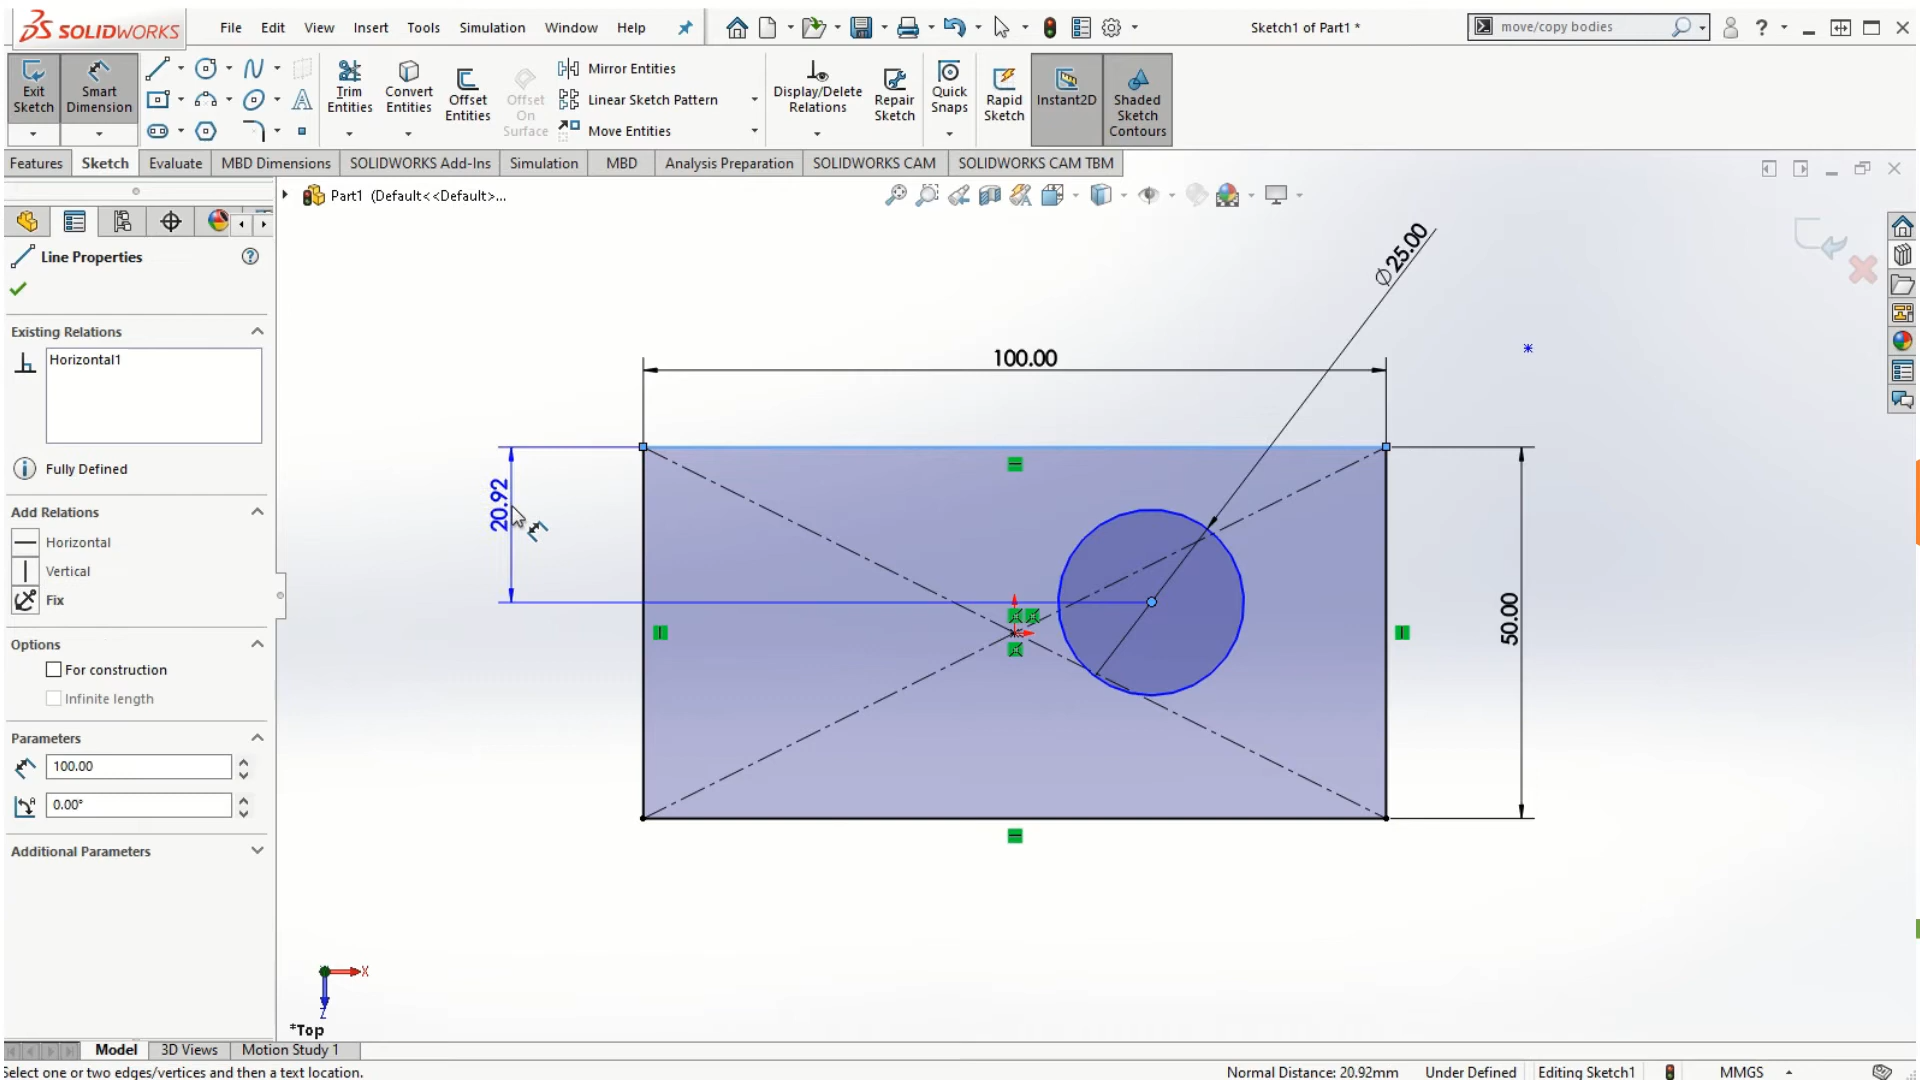 SOLIDWORKS
File Edit View Insert Tools Simulation Window Help
Sketch1 of Part1 *
move/copy bodies
?
Exit Sketch
Smart Dimension
Trim Entities
Convert Entities
Offset Entities
Offset On Surface
Mirror Entities
Linear Sketch Pattern
Move Entities
Display/Delete Relations
Repair Sketch
Quick Snaps
Rapid Sketch
Instant2D
Shaded Sketch Contours
Features Sketch Evaluate MBD Dimensions SOLIDWORKS Add-Ins Simulation MBD Analysis Preparation SOLIDWORKS CAM SOLIDWORKS CAM TBM
Part1 (Default<<Default>...
Line Properties
?
Existing Relations
Horizontal1
Fully Defined
Add Relations
Horizontal
Vertical
Fix
Options
For construction
Infinite length
Parameters
100.00
0.00°
Additional Parameters
∅25.00
100.00
20.92
50.00
X
Z
*Top
Model 3D Views Motion Study 1
Select one or two edges/vertices and then a text location.
Normal Distance: 20.92mm Under Defined Editing Sketch1 MMGS